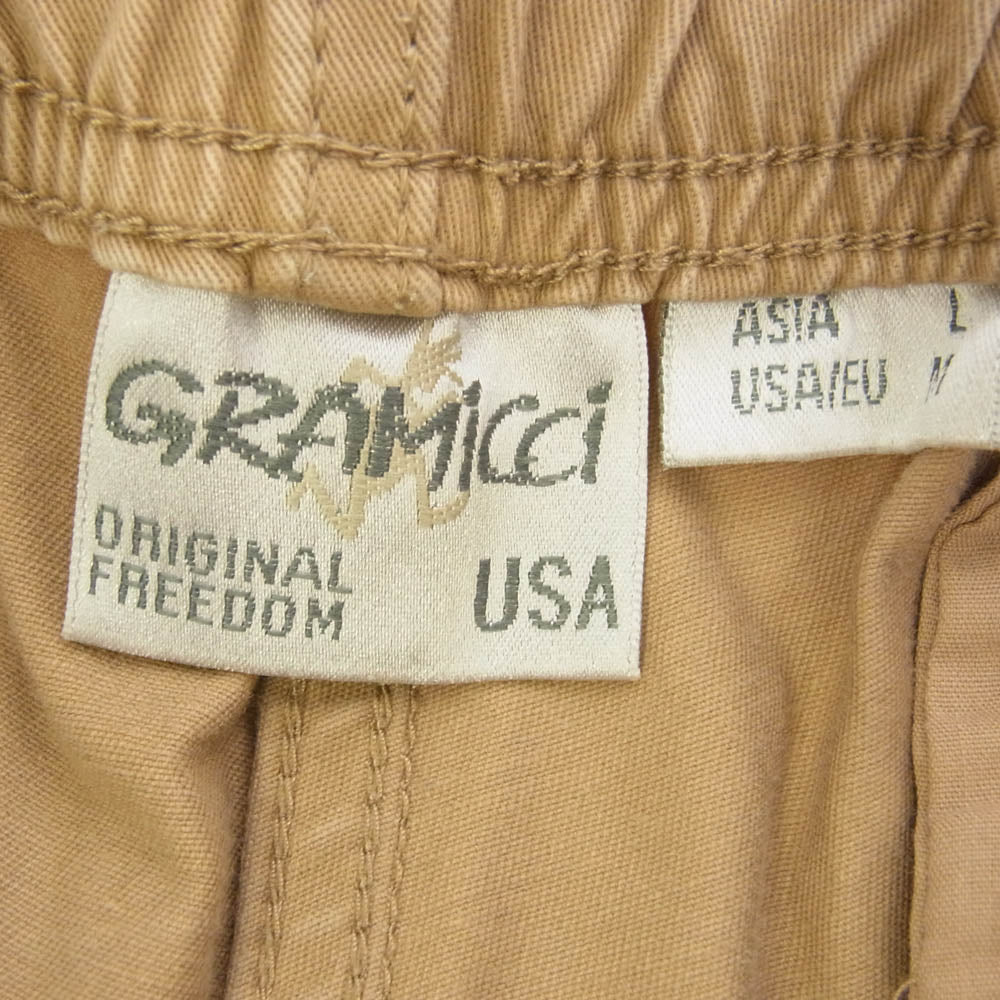 GRAMICCI
ORIGINAL
FREEDOM
USA
ASIA L
USA/EU M